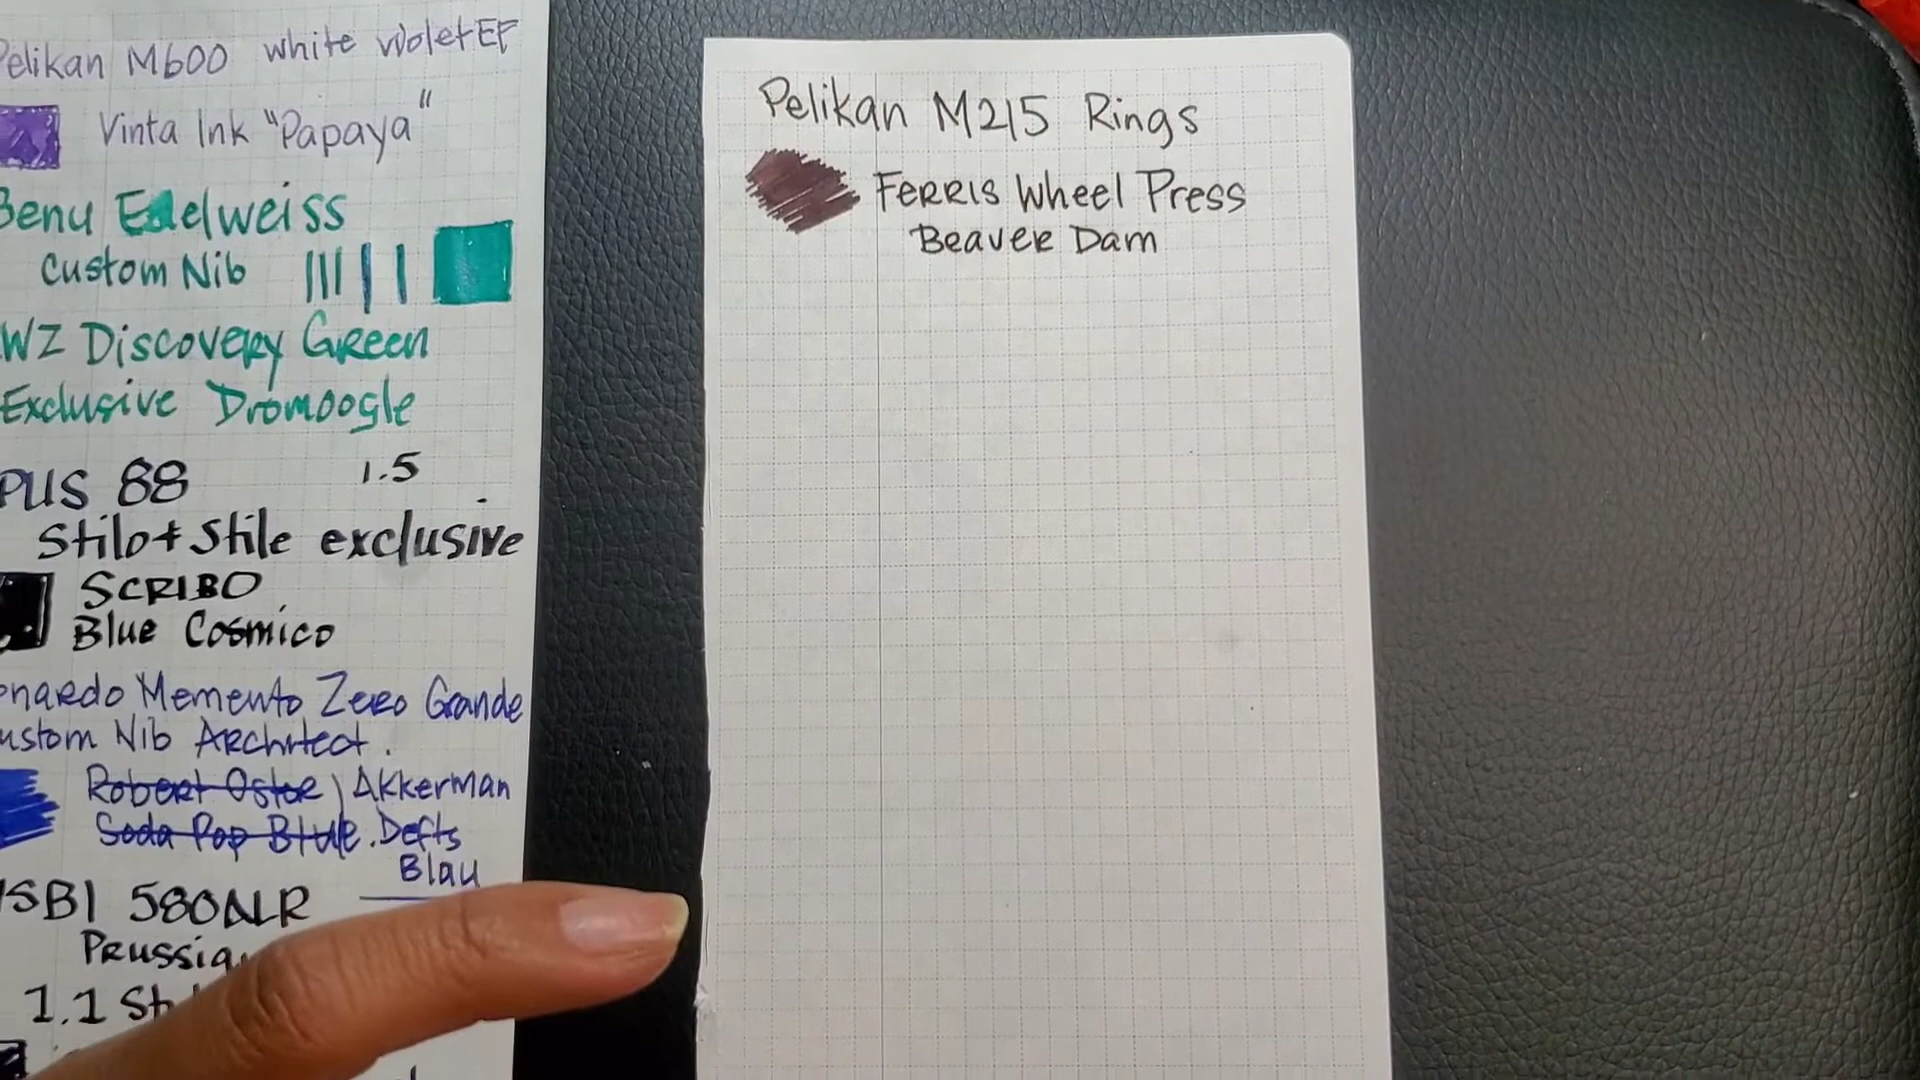 Pelikan M600 white violet EF
Vinta Ink "Papaya"
Benu Edelweiss
Custom Nib
WZ Discovery Green
Exclusive Dromoogle
PUS 88 1.5
Stilo + Stile exclusive
SCRIBO
Blue Cosmico
onardo Memento Zero Grande
ustom Nib Architect.
Robert Oster Akkerman
Soda Pop Blule. Delfts
Blau
SBI 580ALR
Prussia
1.1 St
Pelikan M215 Rings
Ferris Wheel Press
Beaver Dam